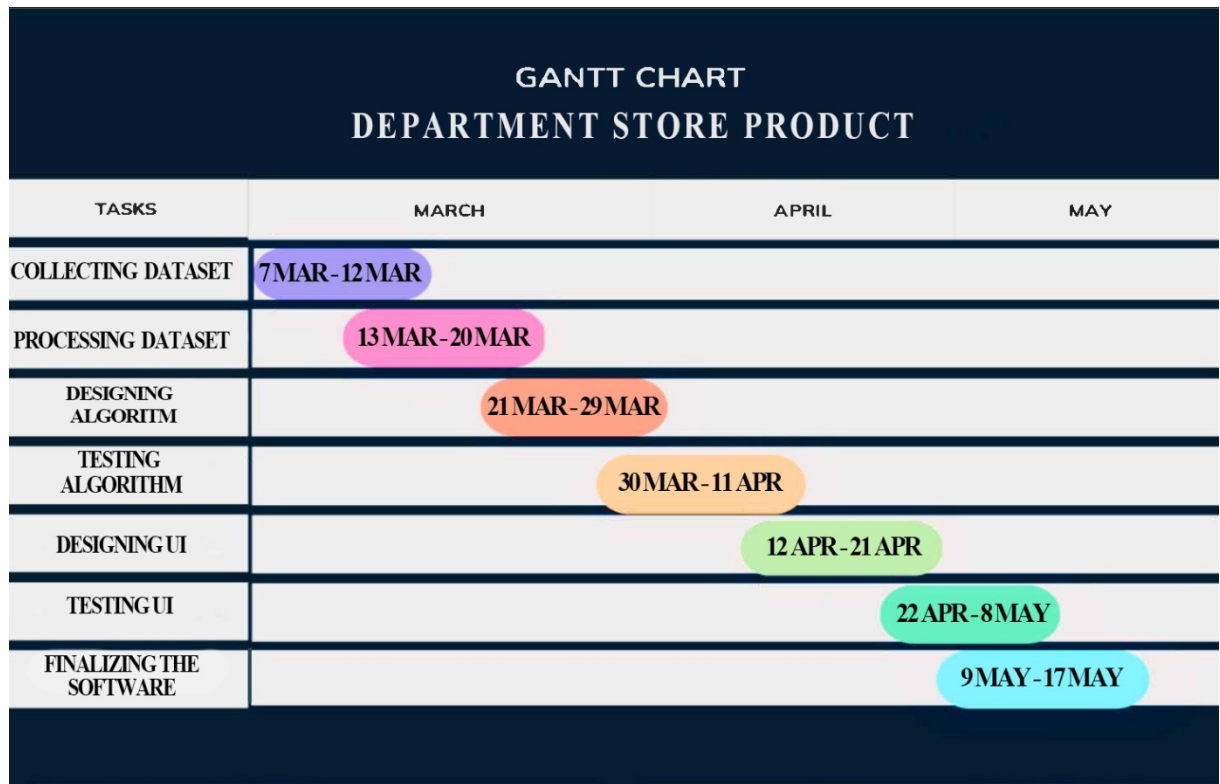 GANTT CHART
DEPARTMENT STORE PRODUCT
TASKS MARCH APRIL MAY
COLLECTING DATASET 7 MAR-12 MAR
PROCESSING DATASET 13 MAR-20 MAR
DESIGNING
ALGORITM
21 MAR-29 MAR
TESTING
ALGORITHM
30 MAR-11 APR
DESIGNING UI 12 APR-21 APR
TESTING UI 22 APR-8 MAY
FINALIZING THE
SOFTWARE
9 MAY-17 MAY